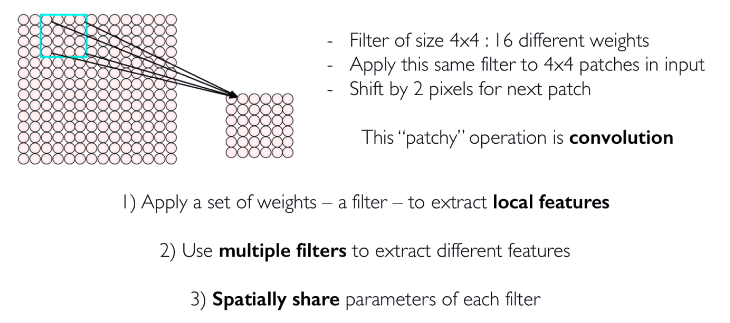 - Filter of size 4x4 : 16 different weights
- Apply this same filter to 4x4 patches in input
- Shift by 2 pixels for next patch
This “patchy” operation is convolution
1) Apply a set of weights – a filter – to extract local features
2) Use multiple filters to extract different features
3) Spatially share parameters of each filter